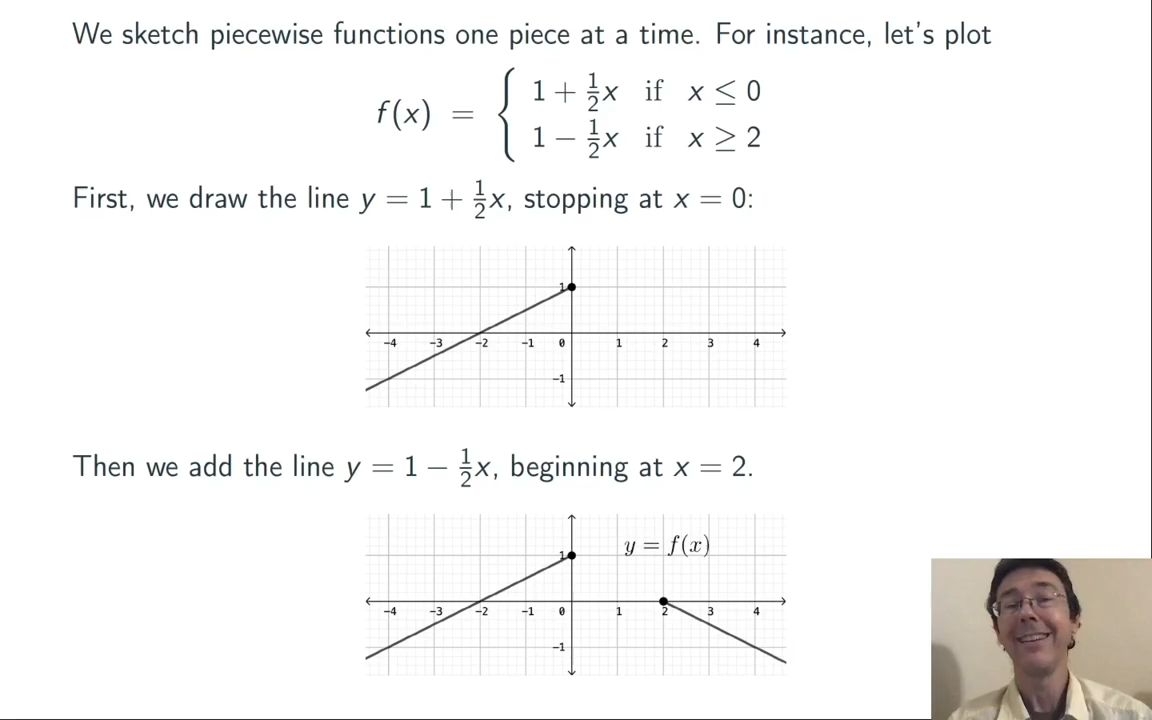 We sketch piecewise functions one piece at a time. For instance, let's plot
f(x) = { 1 + ½x if x ≤ 0
1 − ½x if x ≥ 2
First, we draw the line y = 1 + ½x, stopping at x = 0:
1
−4 −3 −2 −1 0 1 2 3 4
−1
Then we add the line y = 1 − ½x, beginning at x = 2.
y = f(x)
1
−4 −3 −2 −1 0 1 2 3 4
−1